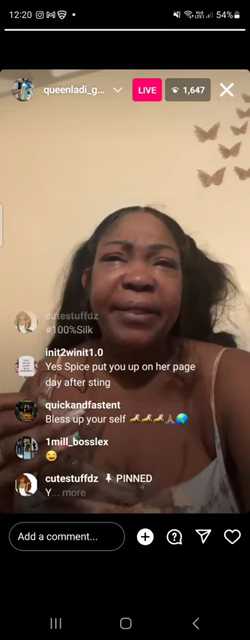 12:20
54%
queenladi_g...
LIVE
1,647
cutestuffdz
#100%Silk
init2winit1.0
Yes Spice put you up on her page
day after sting
quickandfastent
Bless up your self 🐆🐆🐆🙏🏽🌎
1mill_bosslex
😅
cutestuffdz 📌 PINNED
Y... more
Add a comment...